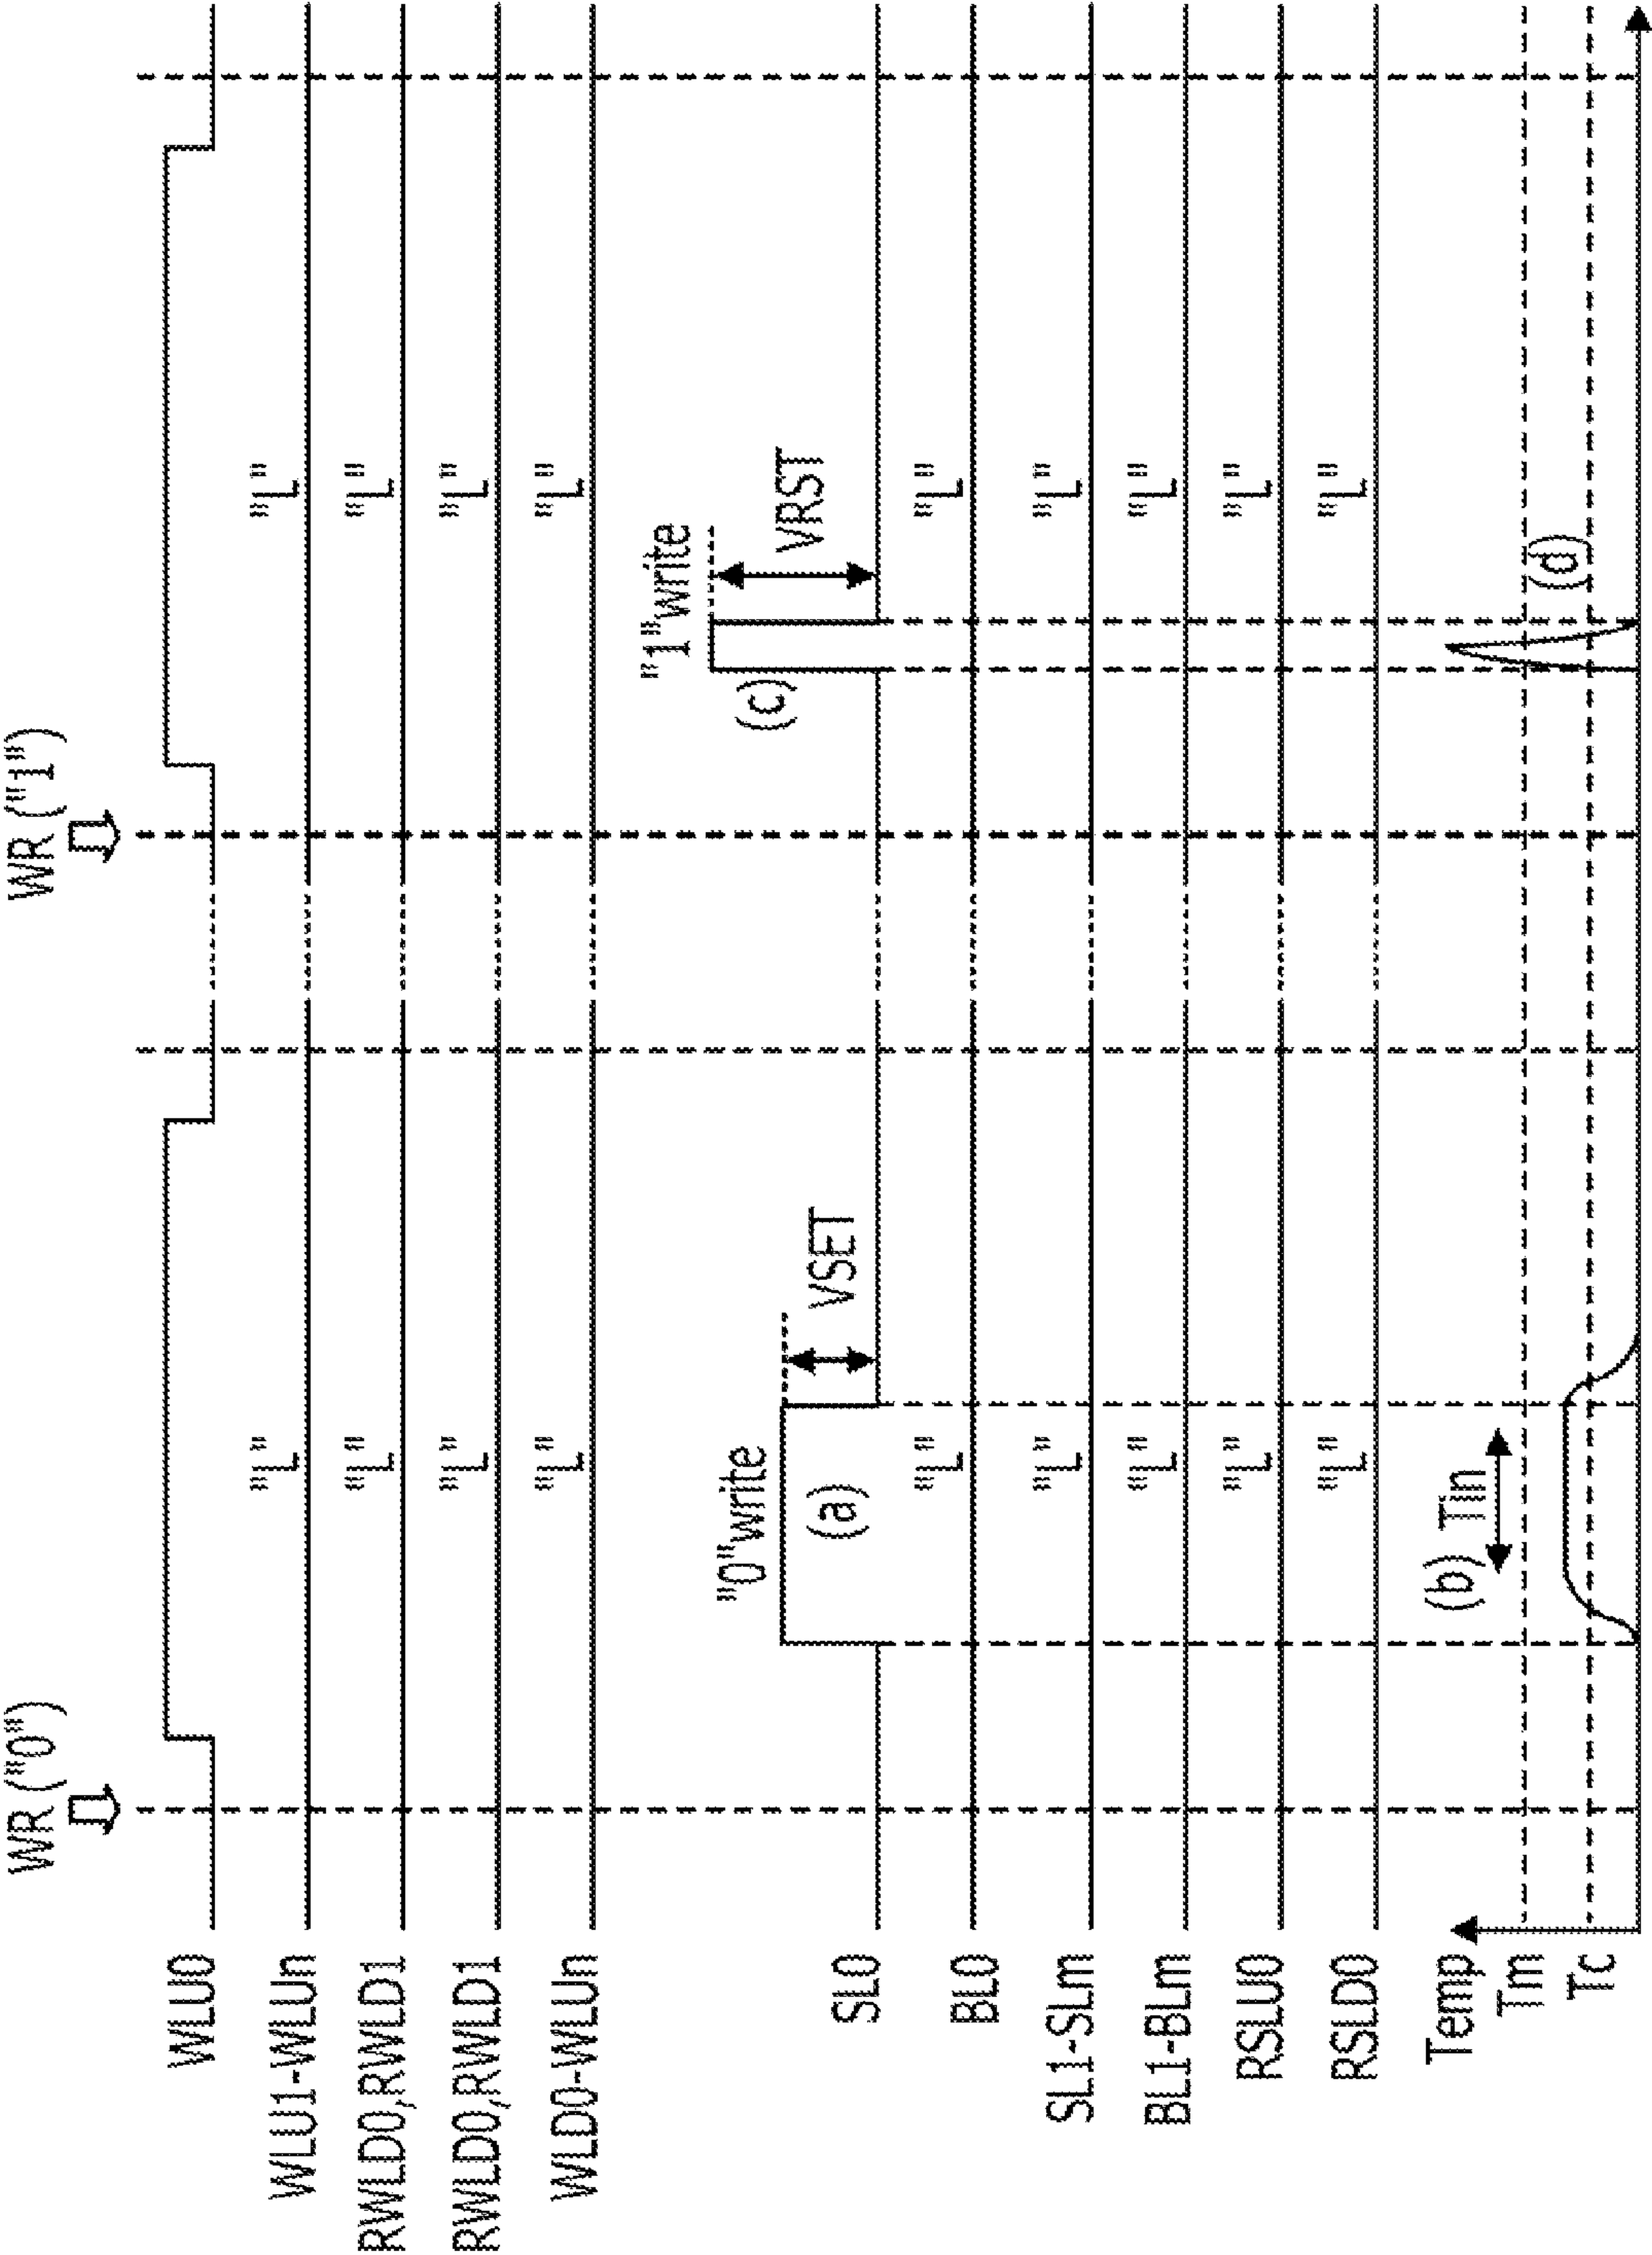 WR ("0")
WR ("1")
WLU0
WLU1-WLUn
"L"
"L"
RWLD0,RWLD1
"L"
"L"
RWLD0,RWLD1
"L"
"L"
WLD0-WLUn
"L"
"L"
"0"write
"1"write
(a)
VSET
(c)
VRST
SL0
BL0
"L"
"L"
SL1-SLm
"L"
"L"
BL1-BLm
"L"
"L"
RSLU0
"L"
"L"
RSLD0
"L"
"L"
Temp
(b) Tin
Tm
(d)
Tc